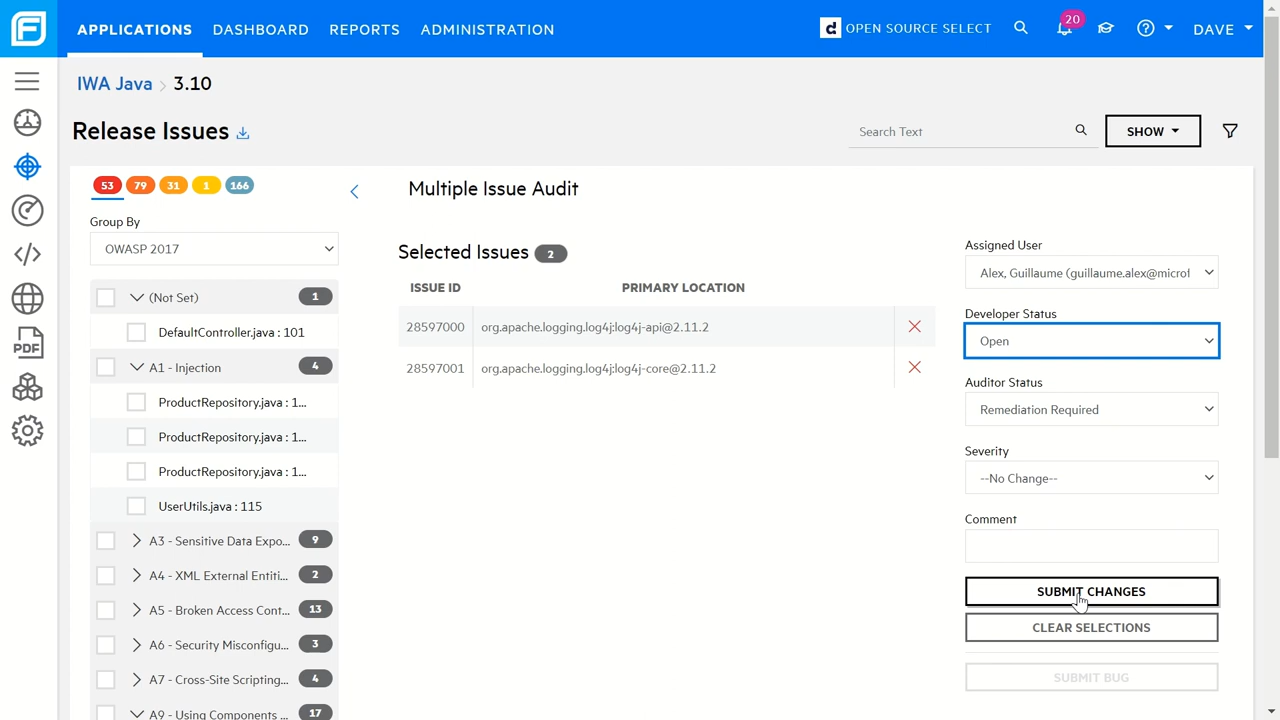 APPLICATIONS DASHBOARD REPORTS ADMINISTRATION d OPEN SOURCE SELECT 20 DAVE
IWA Java 3.10
Release Issues
Search Text
SHOW
53 79 31 1 166
Group By
OWASP 2017
(Not Set) 1
DefaultController.java : 101
A1 - Injection 4
ProductRepository.java : 1...
ProductRepository.java : 1...
ProductRepository.java : 1...
UserUtils.java : 115
A3 - Sensitive Data Expo... 9
A4 - XML External Entiti... 2
A5 - Broken Access Cont... 13
A6 - Security Misconfigu... 3
A7 - Cross-Site Scripting... 4
A9 - Using Components ... 17
PDF
Multiple Issue Audit
Selected Issues 2
ISSUE ID PRIMARY LOCATION
28597000 org.apache.logging.log4j:log4j-api@2.11.2
28597001 org.apache.logging.log4j:log4j-core@2.11.2
Assigned User
Alex, Guillaume (guillaume.alex@microf
Developer Status
Open
Auditor Status
Remediation Required
Severity
--No Change--
Comment
SUBMIT CHANGES
CLEAR SELECTIONS
SUBMIT BUG